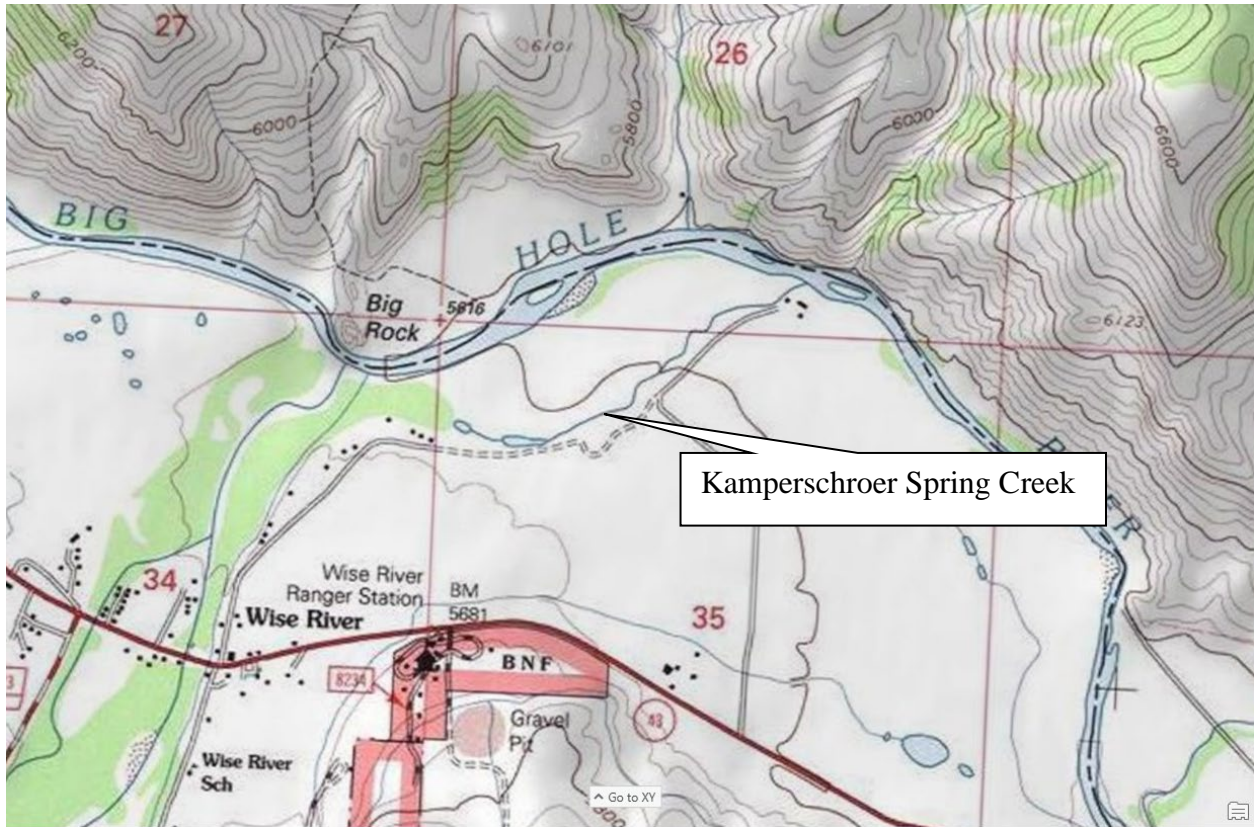 27
6200
6101
26
6000
5800
6000
6600
BIG
HOLE
Big
Rock
5616
6123
Kamperschroer Spring Creek
34
Wise River
Ranger Station
BM
5681
Wise River
35
BNF
8234
3
43
Gravel
Pit
Wise River
Sch
Go to XY